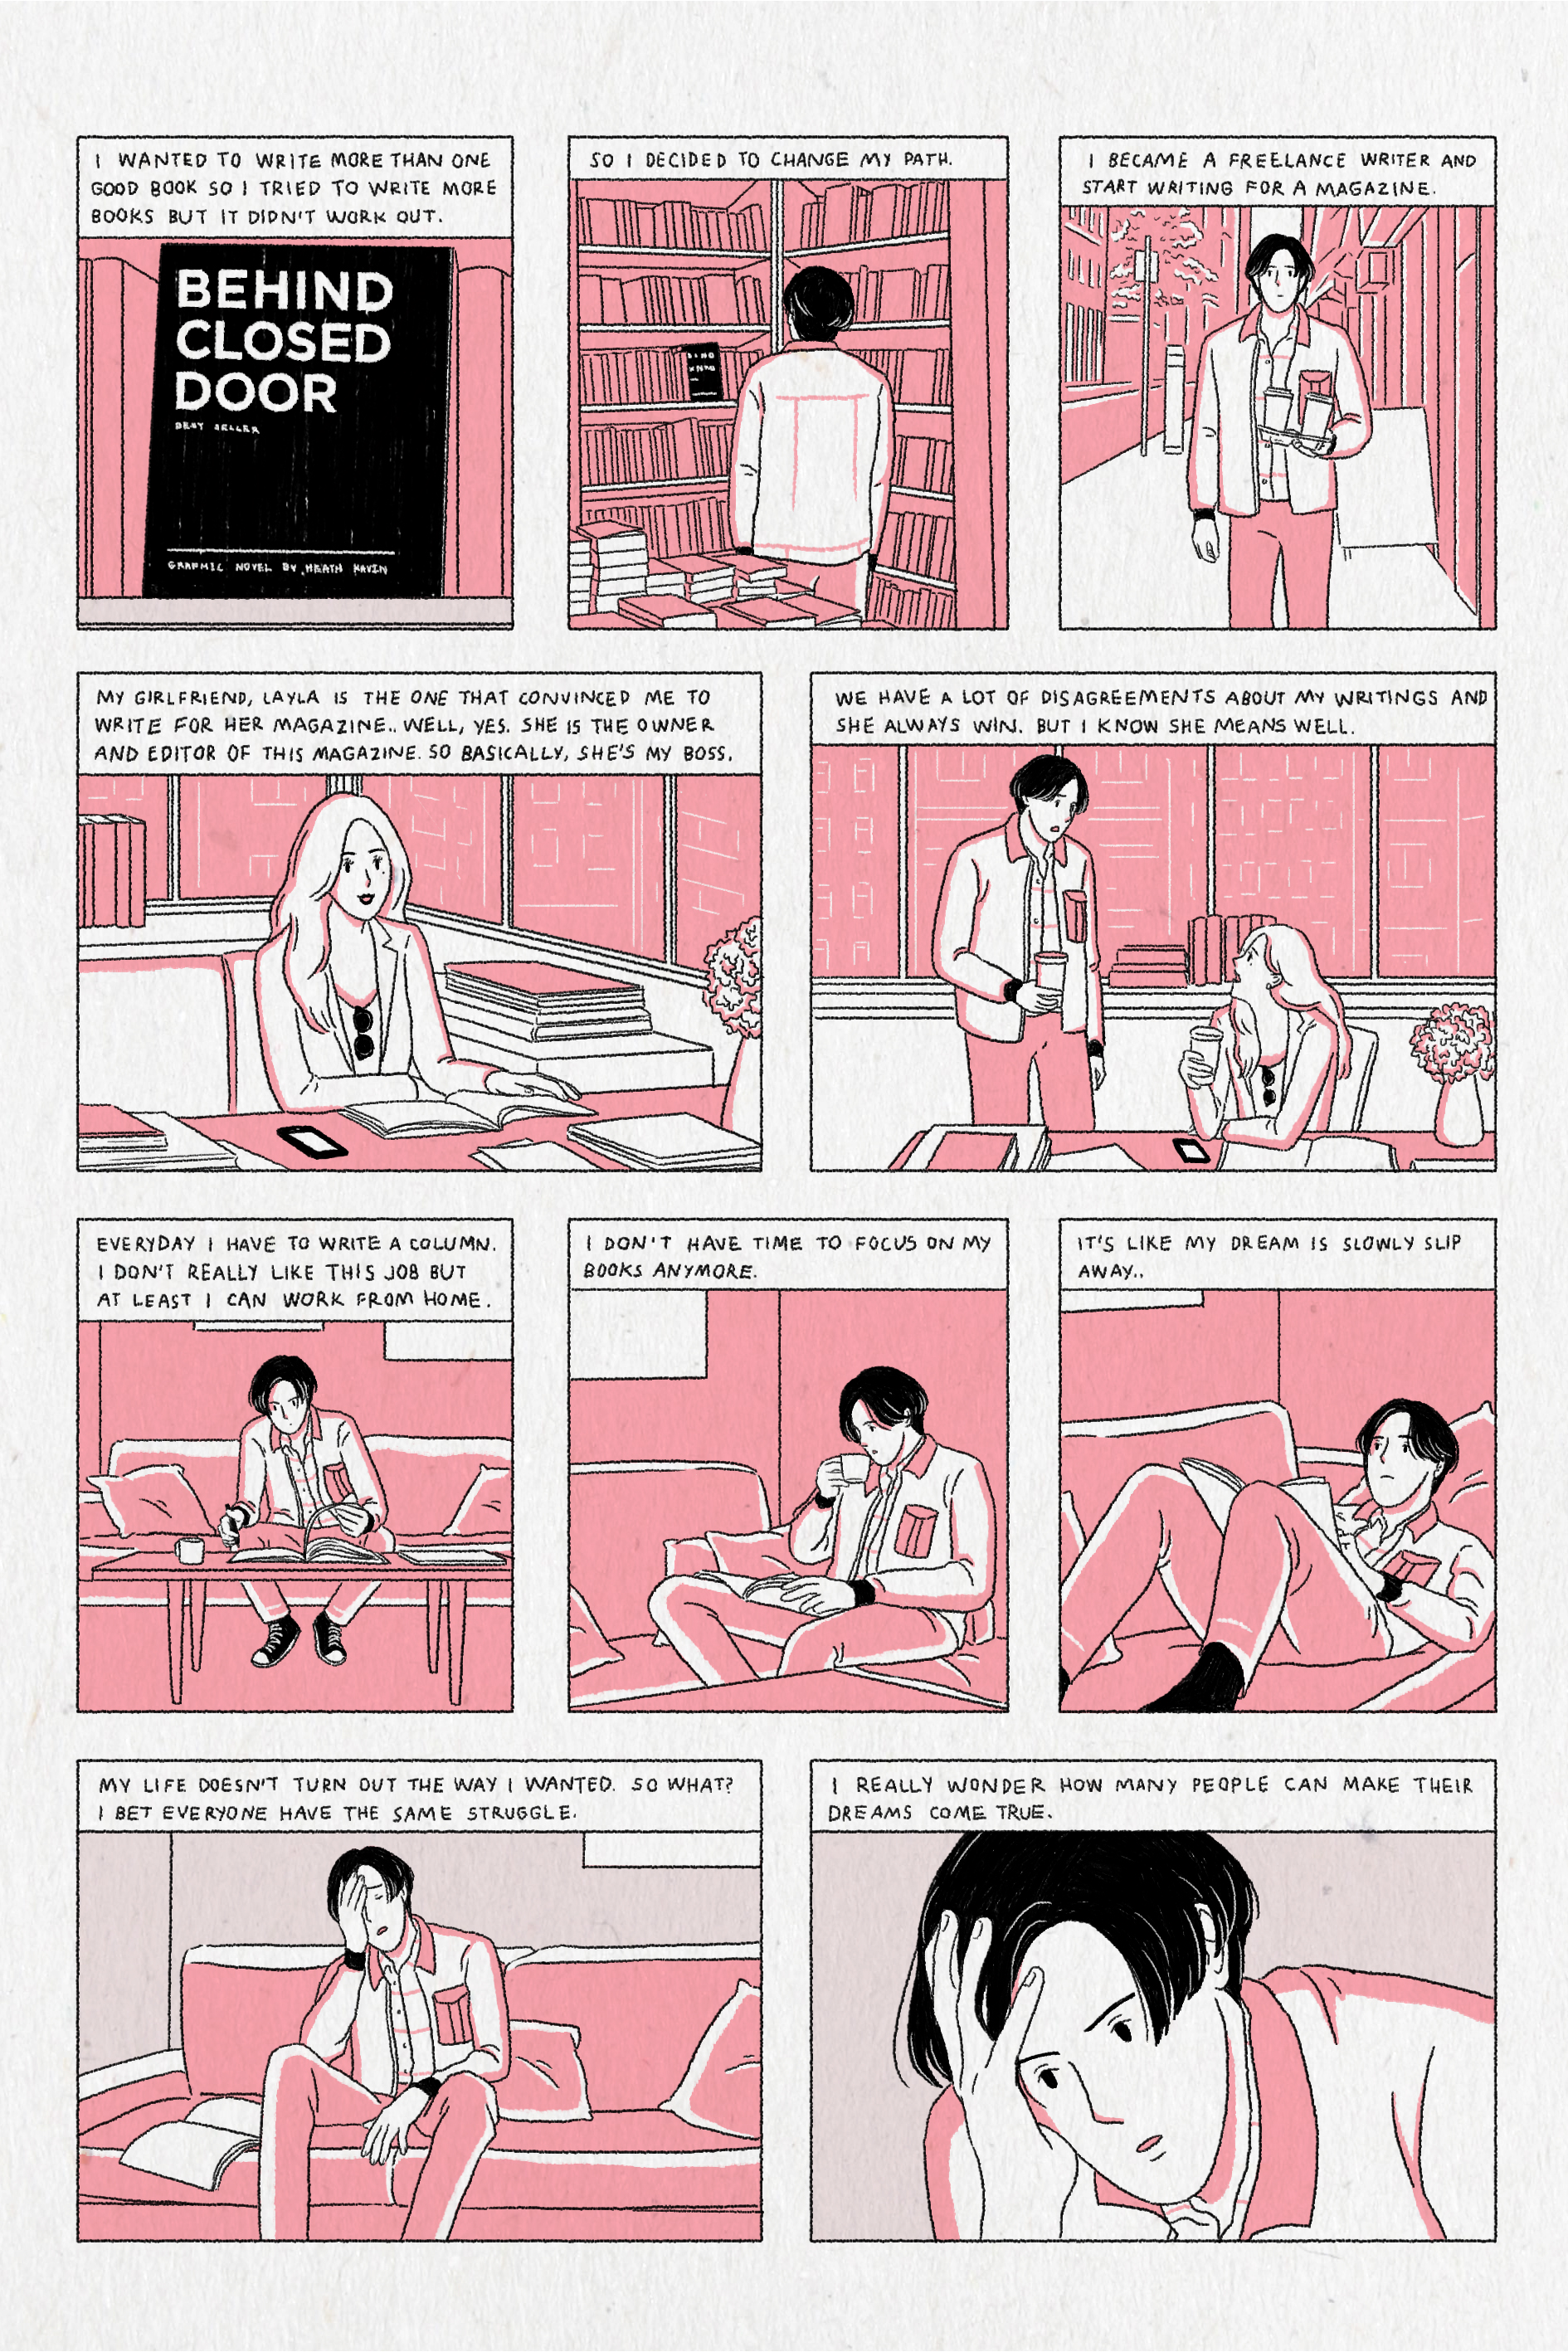 I WANTED TO WRITE MORE THAN ONE
GOOD BOOK SO I TRIED TO WRITE MORE
BOOKS BUT IT DIDN'T WORK OUT.
BEHIND
CLOSED
DOOR
BEST SELLER
GRAPHIC NOVEL BY HEATH KAVIN
SO I DECIDED TO CHANGE MY PATH.
I BECAME A FREELANCE WRITER AND
START WRITING FOR A MAGAZINE.
MY GIRLFRIEND, LAYLA IS THE ONE THAT CONVINCED ME TO
WRITE FOR HER MAGAZINE.. WELL, YES. SHE IS THE OWNER
AND EDITOR OF THIS MAGAZINE. SO BASICALLY, SHE'S MY BOSS.
WE HAVE A LOT OF DISAGREEMENTS ABOUT MY WRITINGS AND
SHE ALWAYS WIN. BUT I KNOW SHE MEANS WELL.
EVERYDAY I HAVE TO WRITE A COLUMN.
I DON'T REALLY LIKE THIS JOB BUT
AT LEAST I CAN WORK FROM HOME.
I DON'T HAVE TIME TO FOCUS ON MY
BOOKS ANYMORE.
IT'S LIKE MY DREAM IS SLOWLY SLIP
AWAY..
MY LIFE DOESN'T TURN OUT THE WAY I WANTED. SO WHAT?
I BET EVERYONE HAVE THE SAME STRUGGLE.
I REALLY WONDER HOW MANY PEOPLE CAN MAKE THEIR
DREAMS COME TRUE.